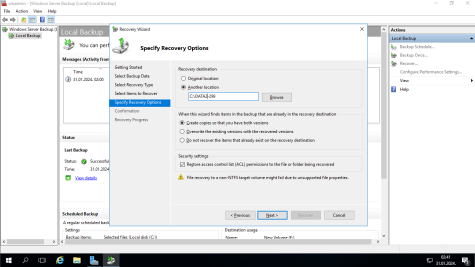 wbadmin - [Windows Server Backup (Local)\Local Backup]
File Action View Help
Windows Server Backup (L
Local Backup
Local Backup
You can perf
Messages (Activity from
Time
31.01.2024. 02:00
Status
Last Backup
Status: Successful
Time: 31.01.2024
View details
Scheduled Backup
A regular scheduled back
Settings
Backup items: Selected files (Local disk (C:))
Destination usage
Name: New Volume (E:)
Recovery Wizard
Specify Recovery Options
Getting Started
Select Backup Date
Select Recovery Type
Select Items to Recover
Specify Recovery Options
Confirmation
Recovery Progress
Recovery destination
Original location
Another location
Browse
When this wizard finds items in the backup that are already in the recovery destination
Create copies so that you have both versions
Overwrite the existing versions with the recovered versions
Do not recover the items that already exist on the recovery destination
Security settings
Restore access control list (ACL) permissions to the file or folder being recovered
File recovery to a non-NTFS target volume might fail due to unsupported file properties.
< Previous
Next >
Recover
Cancel
Actions
Local Backup
Backup Schedule...
Backup Once...
Recover...
Configure Performance Settings...
View
Help
02:41
31.01.2024.